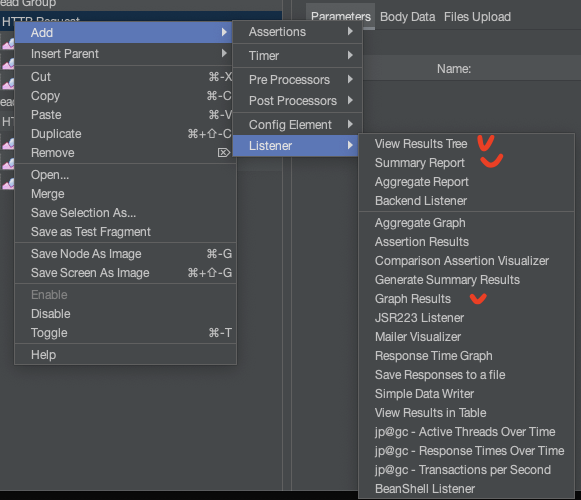 ead Group
HTTP Request
Parameters Body Data Files Upload
Name:
ead
HT
Add
Insert Parent
Cut ⌘-X
Copy ⌘-C
Paste ⌘-V
Duplicate ⌘+⇧-C
Remove ⌦
Open...
Merge
Save Selection As...
Save as Test Fragment
Save Node As Image ⌘-G
Save Screen As Image ⌘+⇧-G
Enable
Disable
Toggle ⌘-T
Help
Assertions
Timer
Pre Processors
Post Processors
Config Element
Listener
View Results Tree
Summary Report
Aggregate Report
Backend Listener
Aggregate Graph
Assertion Results
Comparison Assertion Visualizer
Generate Summary Results
Graph Results
JSR223 Listener
Mailer Visualizer
Response Time Graph
Save Responses to a file
Simple Data Writer
View Results in Table
jp@gc - Active Threads Over Time
jp@gc - Response Times Over Time
jp@gc - Transactions per Second
BeanShell Listener